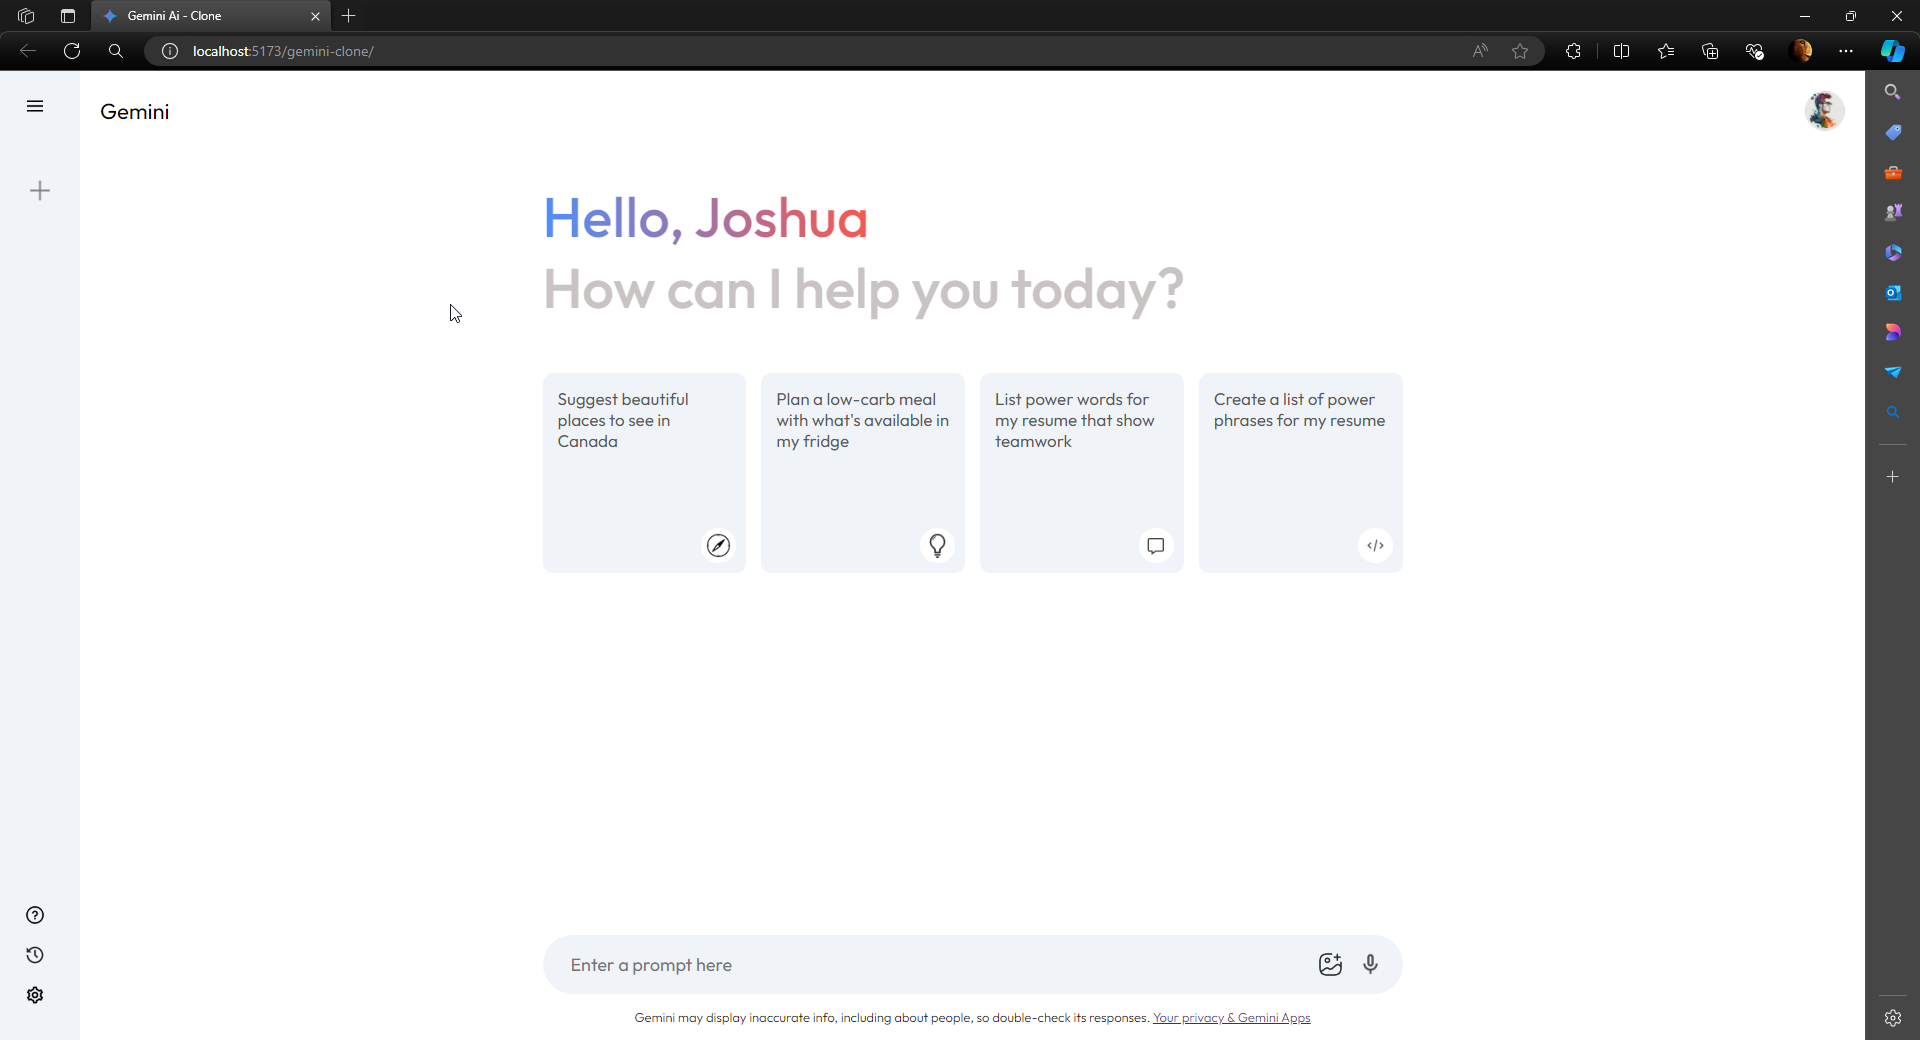 Gemini Ai - Clone
localhost:5173/gemini-clone/
Gemini
Hello, Joshua
How can I help you today?
Suggest beautiful
places to see in
Canada
Plan a low-carb meal
with what's available in
my fridge
List power words for
my resume that show
teamwork
Create a list of power
phrases for my resume
Enter a prompt here
Gemini may display inaccurate info, including about people, so double-check its responses. Your privacy & Gemini Apps